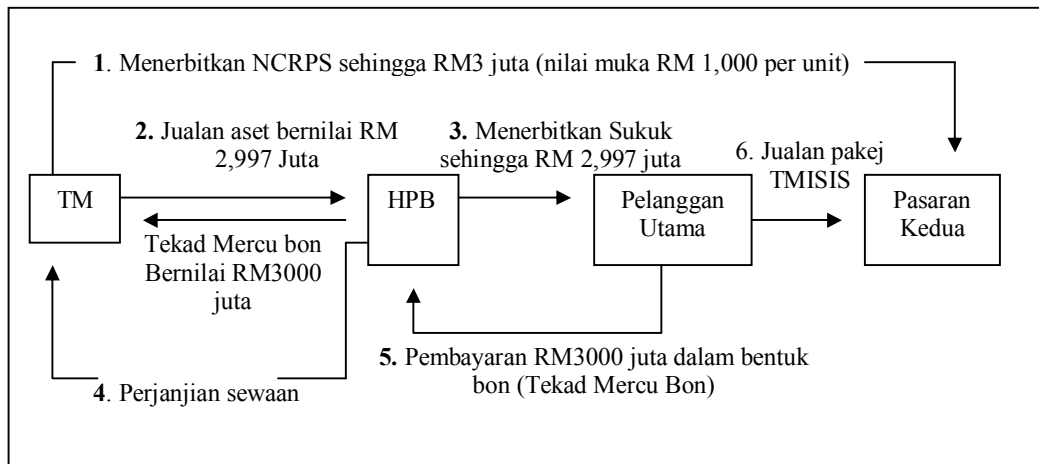 1. Menerbitkan NCRPS sehingga RM3 juta (nilai muka RM 1,000 per unit)
2. Jualan aset bernilai RM
2,997 Juta
3. Menerbitkan Sukuk
sehingga RM 2,997 juta
6. Jualan pakej
TMISIS
TM
HPB
Pelanggan
Utama
Pasaran
Kedua
Tekad Mercu bon
Bernilai RM3000
juta
5. Pembayaran RM3000 juta dalam bentuk
bon (Tekad Mercu Bon)
4. Perjanjian sewaan